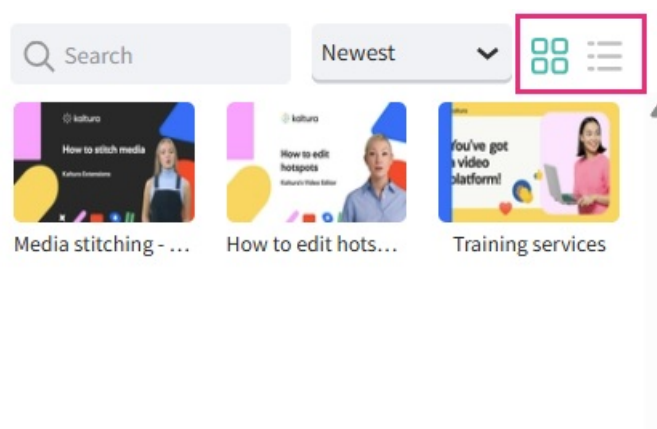 Search
Newest
kaltura
How to stitch media
Kaltura Extensions
kaltura
How to edit
hotspots
Kaltura's Video Editor
kaltura
You've got
a video
platform!
Media stitching - ...
How to edit hots...
Training services